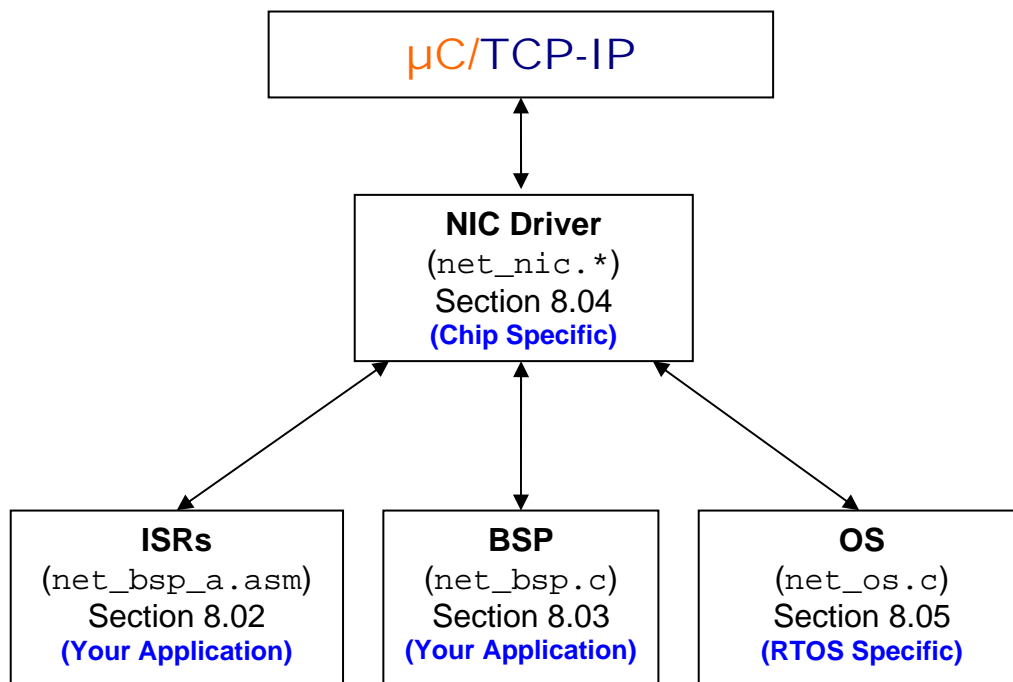 µC/TCP-IP
NIC Driver
(net_nic.*)
Section 8.04
(Chip Specific)
ISRs
(net_bsp_a.asm)
Section 8.02
(Your Application)
BSP
(net_bsp.c)
Section 8.03
(Your Application)
OS
(net_os.c)
Section 8.05
(RTOS Specific)